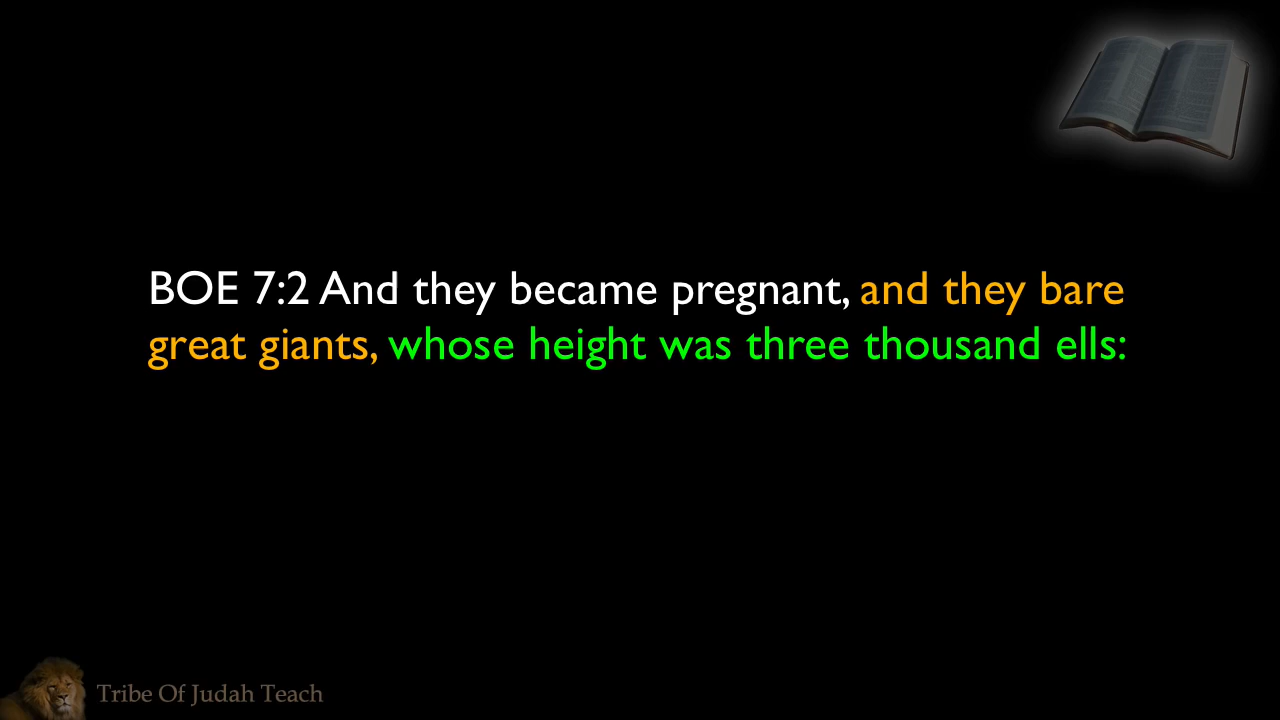 BOE 7:2 And they became pregnant, and they bare
great giants, whose height was three thousand ells:
Tribe Of Judah Teach